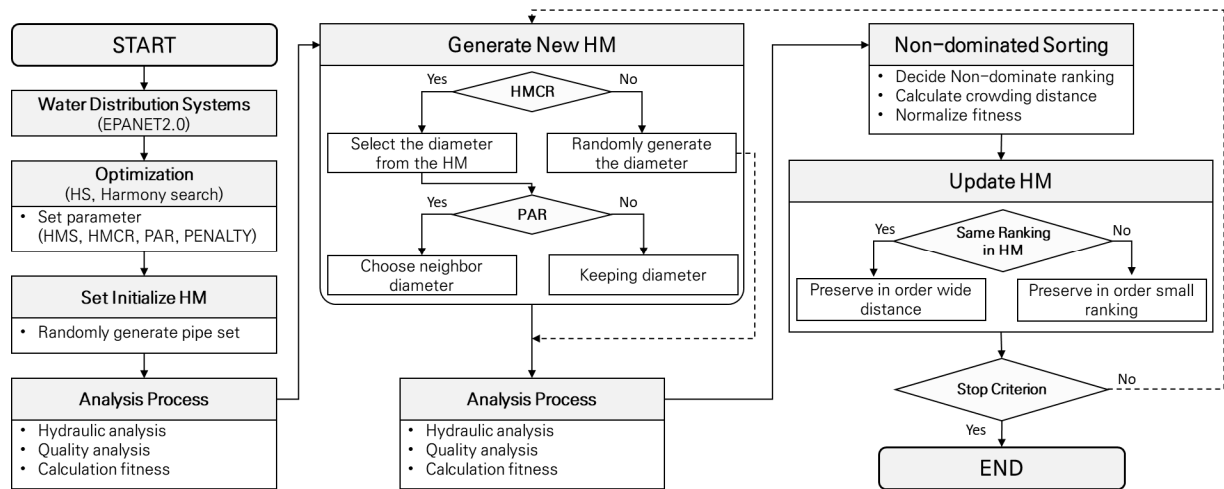 START
Water Distribution Systems
(EPANET2.0)
Optimization
(HS, Harmony search)
• Set parameter
(HMS, HMCR, PAR, PENALTY)
Set Initialize HM
• Randomly generate pipe set
Analysis Process
• Hydraulic analysis
• Quality analysis
• Calculation fitness
Generate New HM
Yes
No
HMCR
Select the diameter
from the HM
Randomly generate
the diameter
Yes
No
PAR
Choose neighbor
diameter
Keeping diameter
Analysis Process
• Hydraulic analysis
• Quality analysis
• Calculation fitness
Non-dominated Sorting
• Decide Non-dominate ranking
• Calculate crowding distance
• Normalize fitness
Update HM
Yes
No
Same Ranking
in HM
Preserve in order wide
distance
Preserve in order small
ranking
Stop Criterion
No
Yes
END